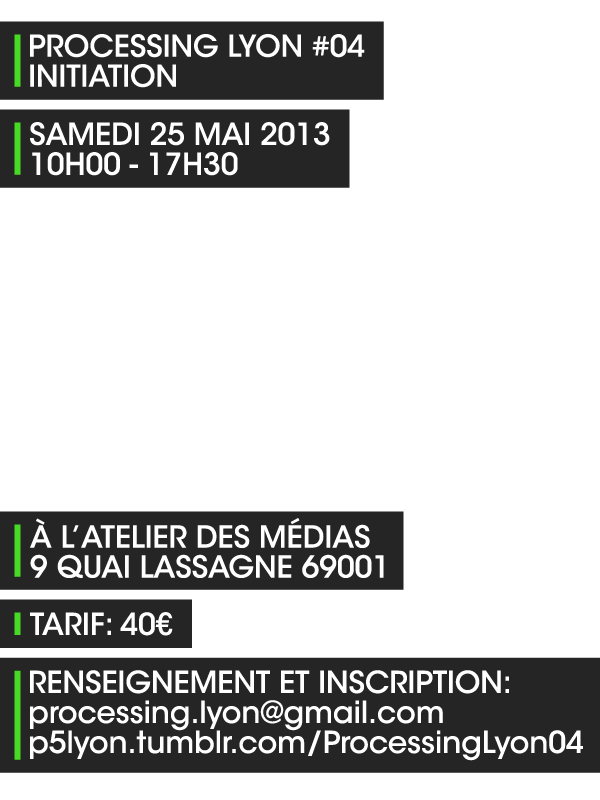 PROCESSING LYON #04
INITIATION
SAMEDI 25 MAI 2013
10H00 - 17H30
À L’ATELIER DES MÉDIAS
9 QUAI LASSAGNE 69001
TARIF: 40€
RENSEIGNEMENT ET INSCRIPTION:
processing.lyon@gmail.com
p5lyon.tumblr.com/ProcessingLyon04